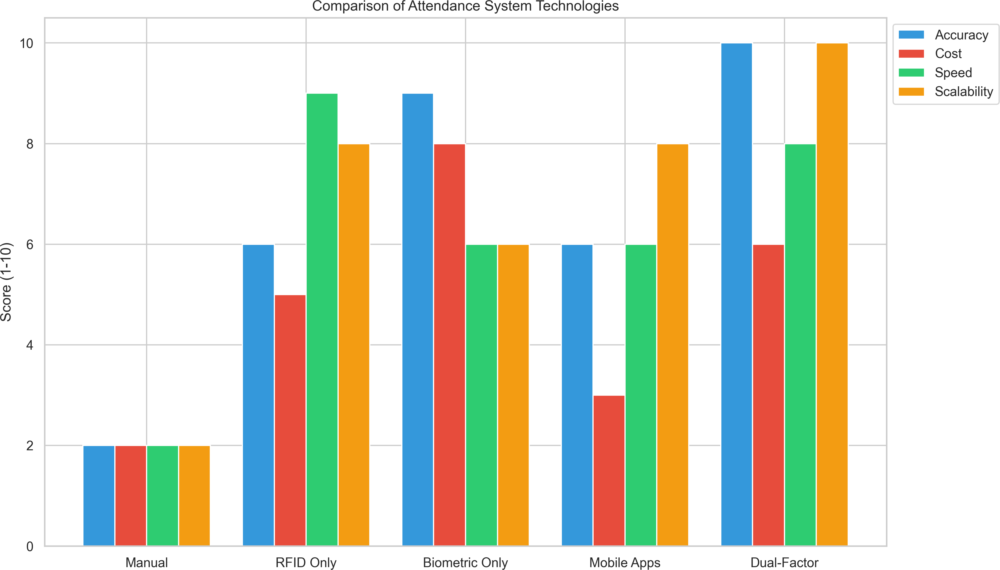 Comparison of Attendance System Technologies
Accuracy
Cost
Speed
Scalability
Score (1-10)
10
8
6
4
2
0
Manual
RFID Only
Biometric Only
Mobile Apps
Dual-Factor